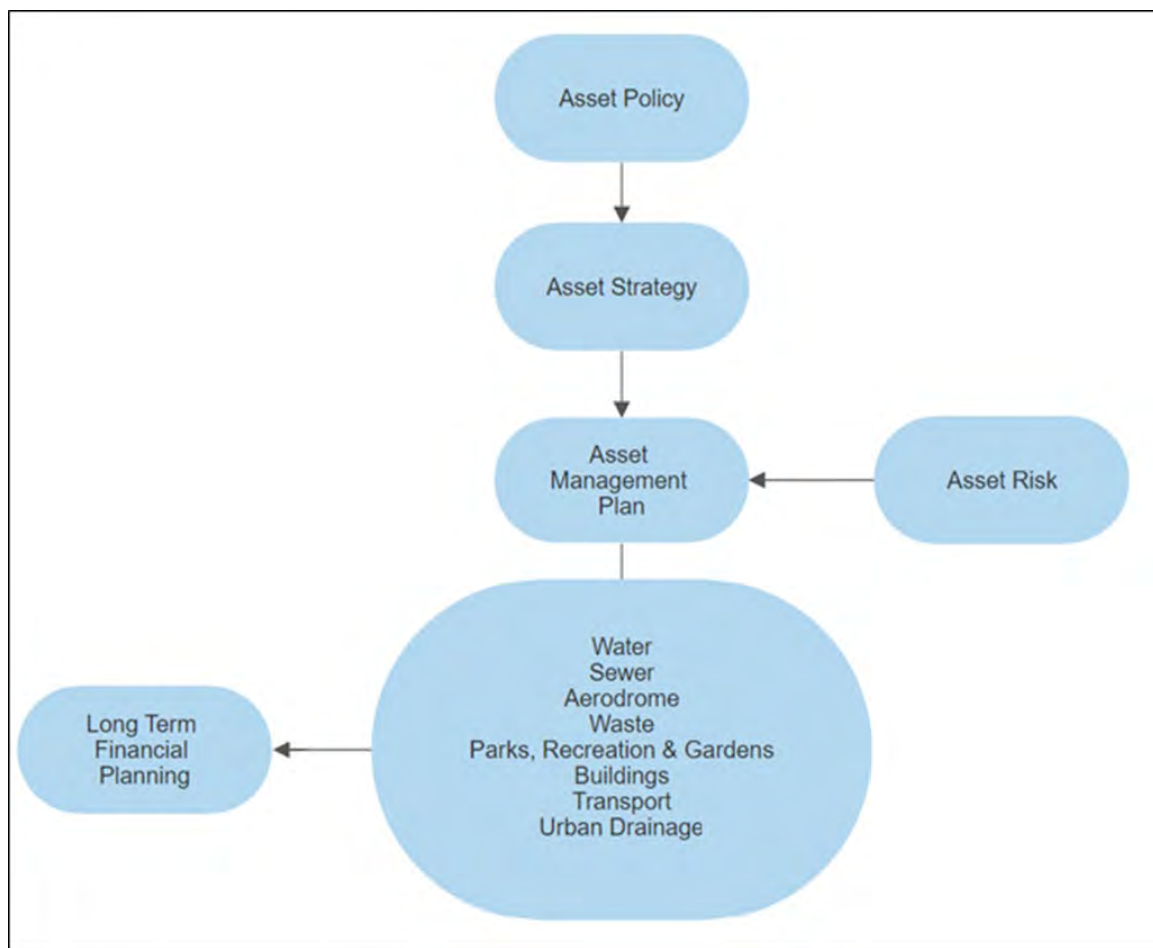 Asset Policy
Asset Strategy
Asset
Management
Plan
Asset Risk
Water
Sewer
Aerodrome
Waste
Parks, Recreation & Gardens
Buildings
Transport
Urban Drainage
Long Term
Financial
Planning